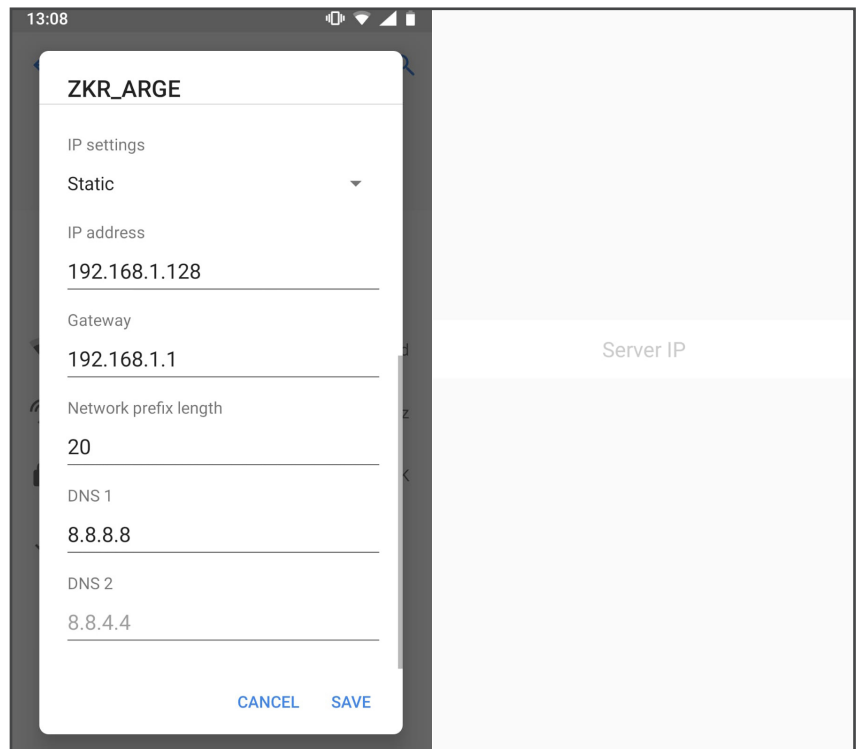 13:08
ZKR_ARGE
IP settings
Static
IP address
192.168.1.128
Gateway
192.168.1.1
Network prefix length
20
DNS 1
8.8.8.8
DNS 2
8.8.4.4
CANCEL SAVE
Server IP